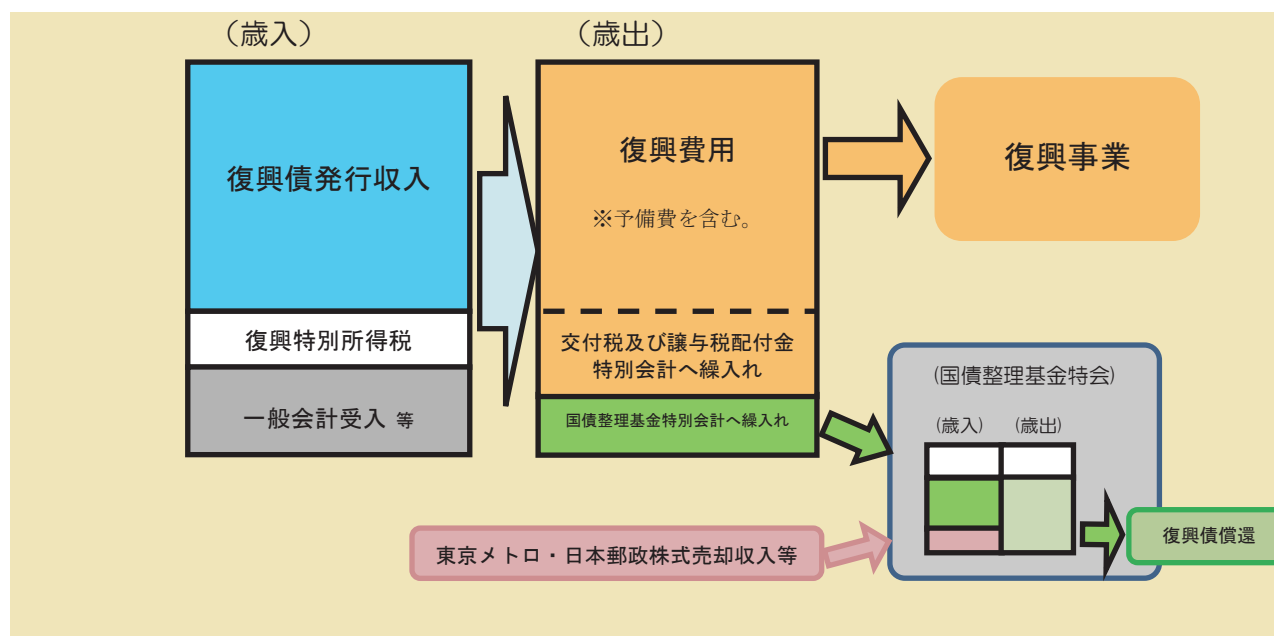 （歳入）
（歳出）
復興債発行収入
復興特別所得税
一般会計受入 等
復興費用
※予備費を含む。
交付税及び譲与税配付金
特別会計へ繰入れ
国債整理基金特別会計へ繰入れ
復興事業
(国債整理基金特会)
(歳入)
(歳出)
東京メトロ・日本郵政株式売却収入等
復興債償還